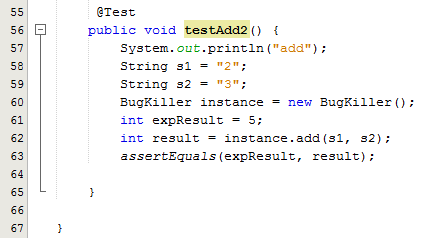 55 @Test
56 public void testAdd2() {
57 System.out.println("add");
58 String s1 = "2";
59 String s2 = "3";
60 BugKiller instance = new BugKiller();
61 int expResult = 5;
62 int result = instance.add(s1, s2);
63 assertEquals(expResult, result);
64
65 }
66
67 }